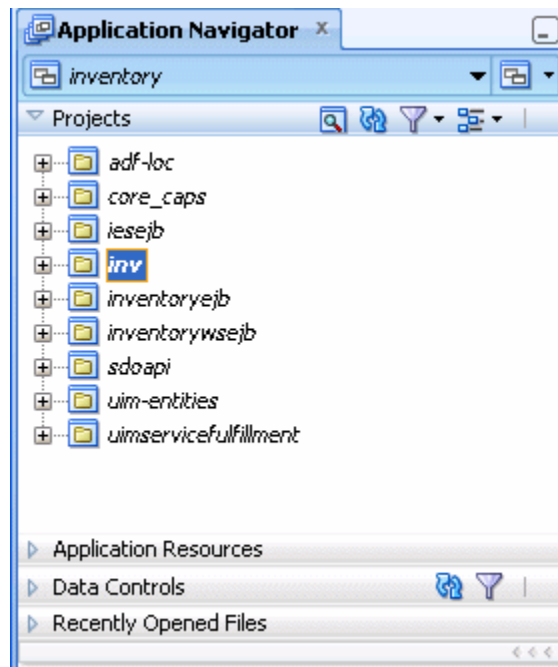 Application Navigator
inventory
Projects
adf-loc
core_caps
iesejb
inv
inventoryejb
inventorywsejb
sdoapi
uim-entities
uimservicefulfillment
Application Resources
Data Controls
Recently Opened Files